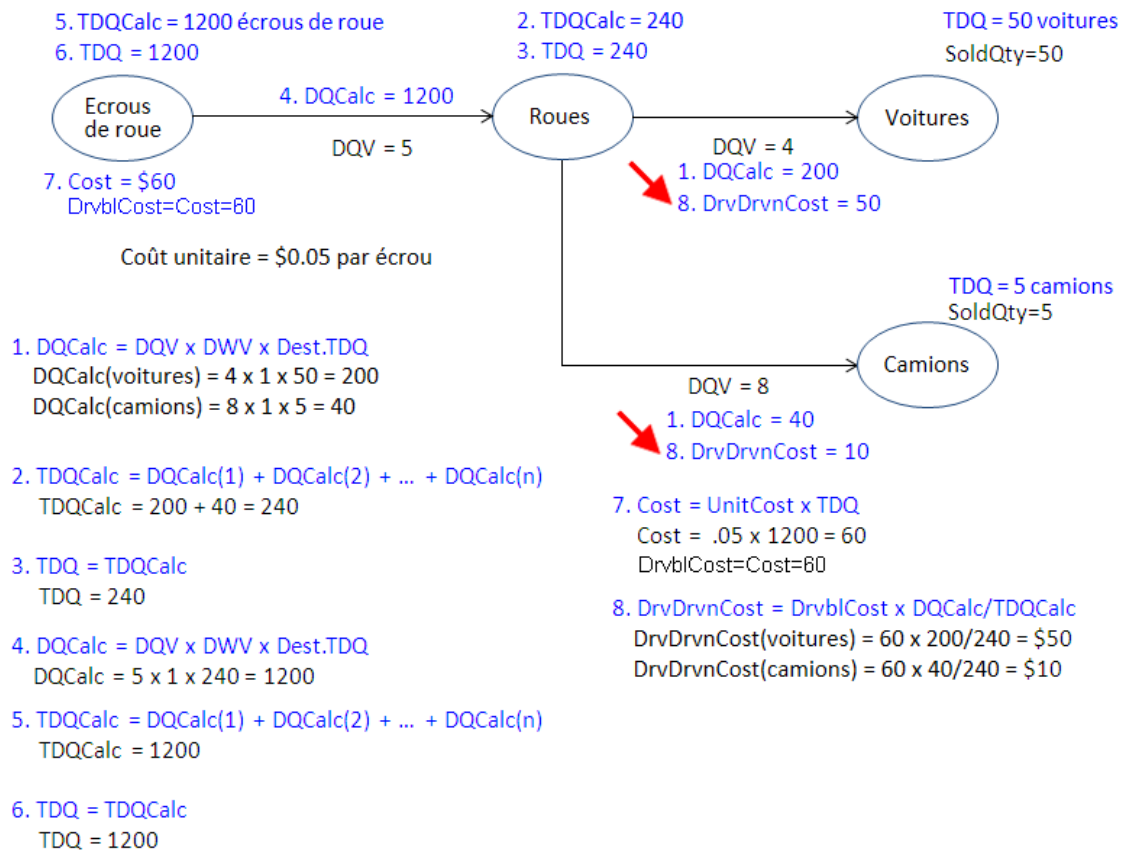 5. TDQCalc = 1200 écrous de roue
6. TDQ = 1200
2. TDQCalc = 240
3. TDQ = 240
TDQ = 50 voitures
SoldQty=50
Ecrous
de roue
4. DQCalc = 1200
DQV = 5
Roues
DQV = 4
1. DQCalc = 200
8. DrvDrvnCost = 50
Voitures
7. Cost = $60
DrvblCost=Cost=60
Coût unitaire = $0.05 par écrou
TDQ = 5 camions
SoldQty=5
Camions
DQV = 8
1. DQCalc = 40
8. DrvDrvnCost = 10
1. DQCalc = DQV x DWV x Dest.TDQ
DQCalc(voitures) = 4 x 1 x 50 = 200
DQCalc(camions) = 8 x 1 x 5 = 40
2. TDQCalc = DQCalc(1) + DQCalc(2) + ... + DQCalc(n)
TDQCalc = 200 + 40 = 240
3. TDQ = TDQCalc
TDQ = 240
4. DQCalc = DQV x DWV x Dest.TDQ
DQCalc = 5 x 1 x 240 = 1200
5. TDQCalc = DQCalc(1) + DQCalc(2) + ... + DQCalc(n)
TDQCalc = 1200
6. TDQ = TDQCalc
TDQ = 1200
7. Cost = UnitCost x TDQ
Cost = .05 x 1200 = 60
DrvblCost=Cost=60
8. DrvDrvnCost = DrvblCost x DQCalc/TDQCalc
DrvDrvnCost(voitures) = 60 x 200/240 = $50
DrvDrvnCost(camions) = 60 x 40/240 = $10